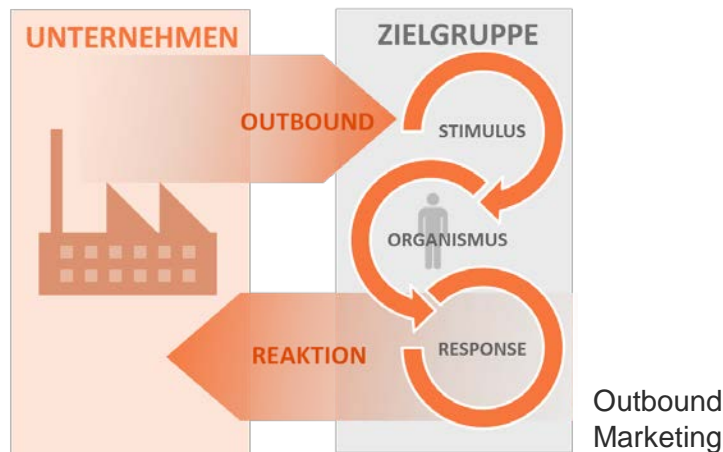 UNTERNEHMEN
ZIELGRUPPE
OUTBOUND
STIMULUS
ORGANISMUS
REAKTION
RESPONSE
Outbound
Marketing